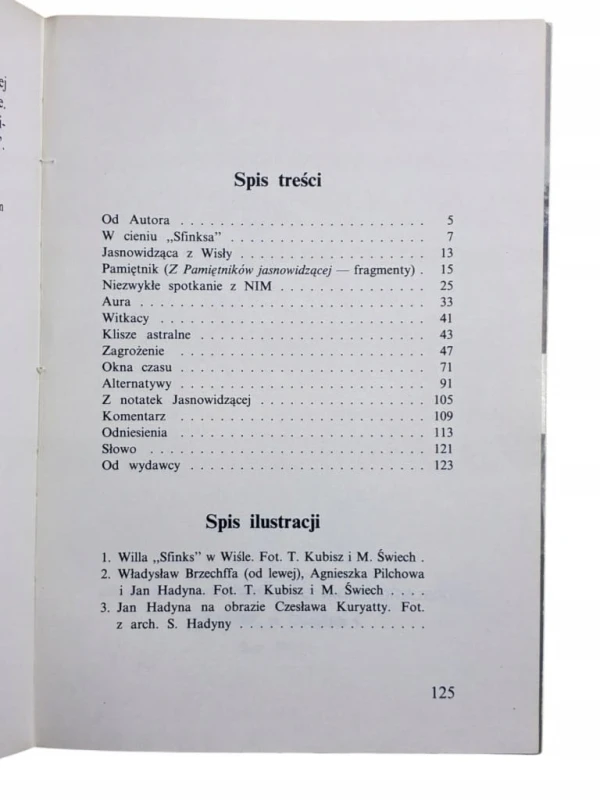 ej
e.
j-
".
n
Spis treści
Od Autora . . . . . . . . . . . . . . . . . . . . . . . . . 5
W cieniu „Sfinksa” . . . . . . . . . . . . . . . . . . . . 7
Jasnowidząca z Wisły . . . . . . . . . . . . . . . . . . 13
Pamiętnik (Z Pamiętników jasnowidzącej — fragmenty) . 15
Niezwykłe spotkanie z NIM . . . . . . . . . . . . . . . 25
Aura . . . . . . . . . . . . . . . . . . . . . . . . . . . . . 33
Witkacy . . . . . . . . . . . . . . . . . . . . . . . . . . . 41
Klisze astralne . . . . . . . . . . . . . . . . . . . . . . . 43
Zagrożenie . . . . . . . . . . . . . . . . . . . . . . . . . 47
Okna czasu . . . . . . . . . . . . . . . . . . . . . . . . . 71
Alternatywy . . . . . . . . . . . . . . . . . . . . . . . . . 91
Z notatek Jasnowidzącej . . . . . . . . . . . . . . . . . 105
Komentarz . . . . . . . . . . . . . . . . . . . . . . . . . 109
Odniesienia . . . . . . . . . . . . . . . . . . . . . . . . . 113
Słowo . . . . . . . . . . . . . . . . . . . . . . . . . . . . 121
Od wydawcy . . . . . . . . . . . . . . . . . . . . . . . . 123
Spis ilustracji
1. Willa „Sfinks” w Wiśle. Fot. T. Kubisz i M. Świech .
2. Władysław Brzechffa (od lewej), Agnieszka Pilchowa
i Jan Hadyna. Fot. T. Kubisz i M. Świech . . . .
3. Jan Hadyna na obrazie Czesława Kuryatty. Fot.
z arch. S. Hadyny . . . . . . . . . . . . . . . . . . .
125